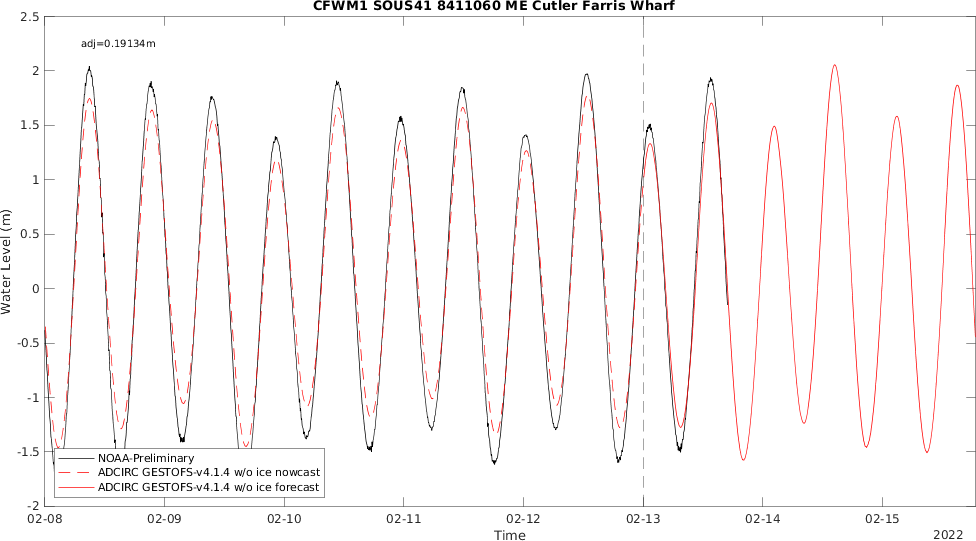 CFWM1 SOUS41 8411060 ME Cutler Farris Wharf
2.5
adj=0.19134m
2
1.5
1
0.5
0
-0.5
-1
-1.5
-2
Water Level (m)
NOAA-Preliminary
ADCIRC GESTOFS-v4.1.4 w/o ice nowcast
ADCIRC GESTOFS-v4.1.4 w/o ice forecast
02-08 02-09 02-10 02-11 02-12 02-13 02-14 02-15
Time
2022